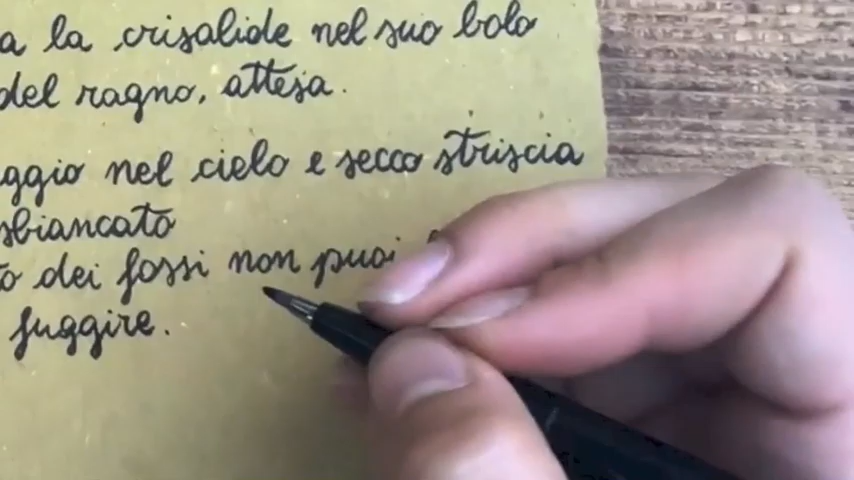 a la crisalide nel suo bolo
del ragno, attesa.
ggio nel cielo e secco striscia
sbiancato
o dei fossi non puoi
fuggire.